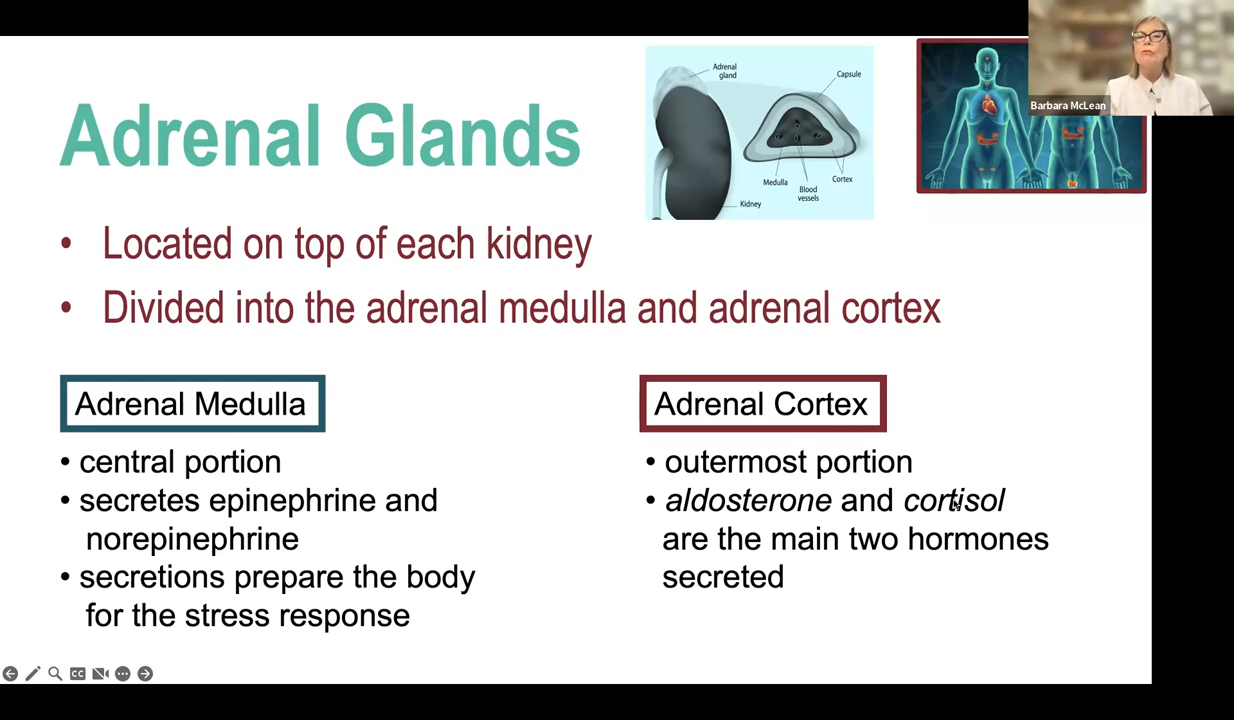 Barbara McLean
Adrenal
gland
Capsule
Medulla
Blood
vessels
Cortex
Kidney
Adrenal Glands
• Located on top of each kidney
• Divided into the adrenal medulla and adrenal cortex
Adrenal Medulla
• central portion
• secretes epinephrine and
norepinephrine
• secretions prepare the body
for the stress response
Adrenal Cortex
• outermost portion
• aldosterone and cortisol
are the main two hormones
secreted
CC